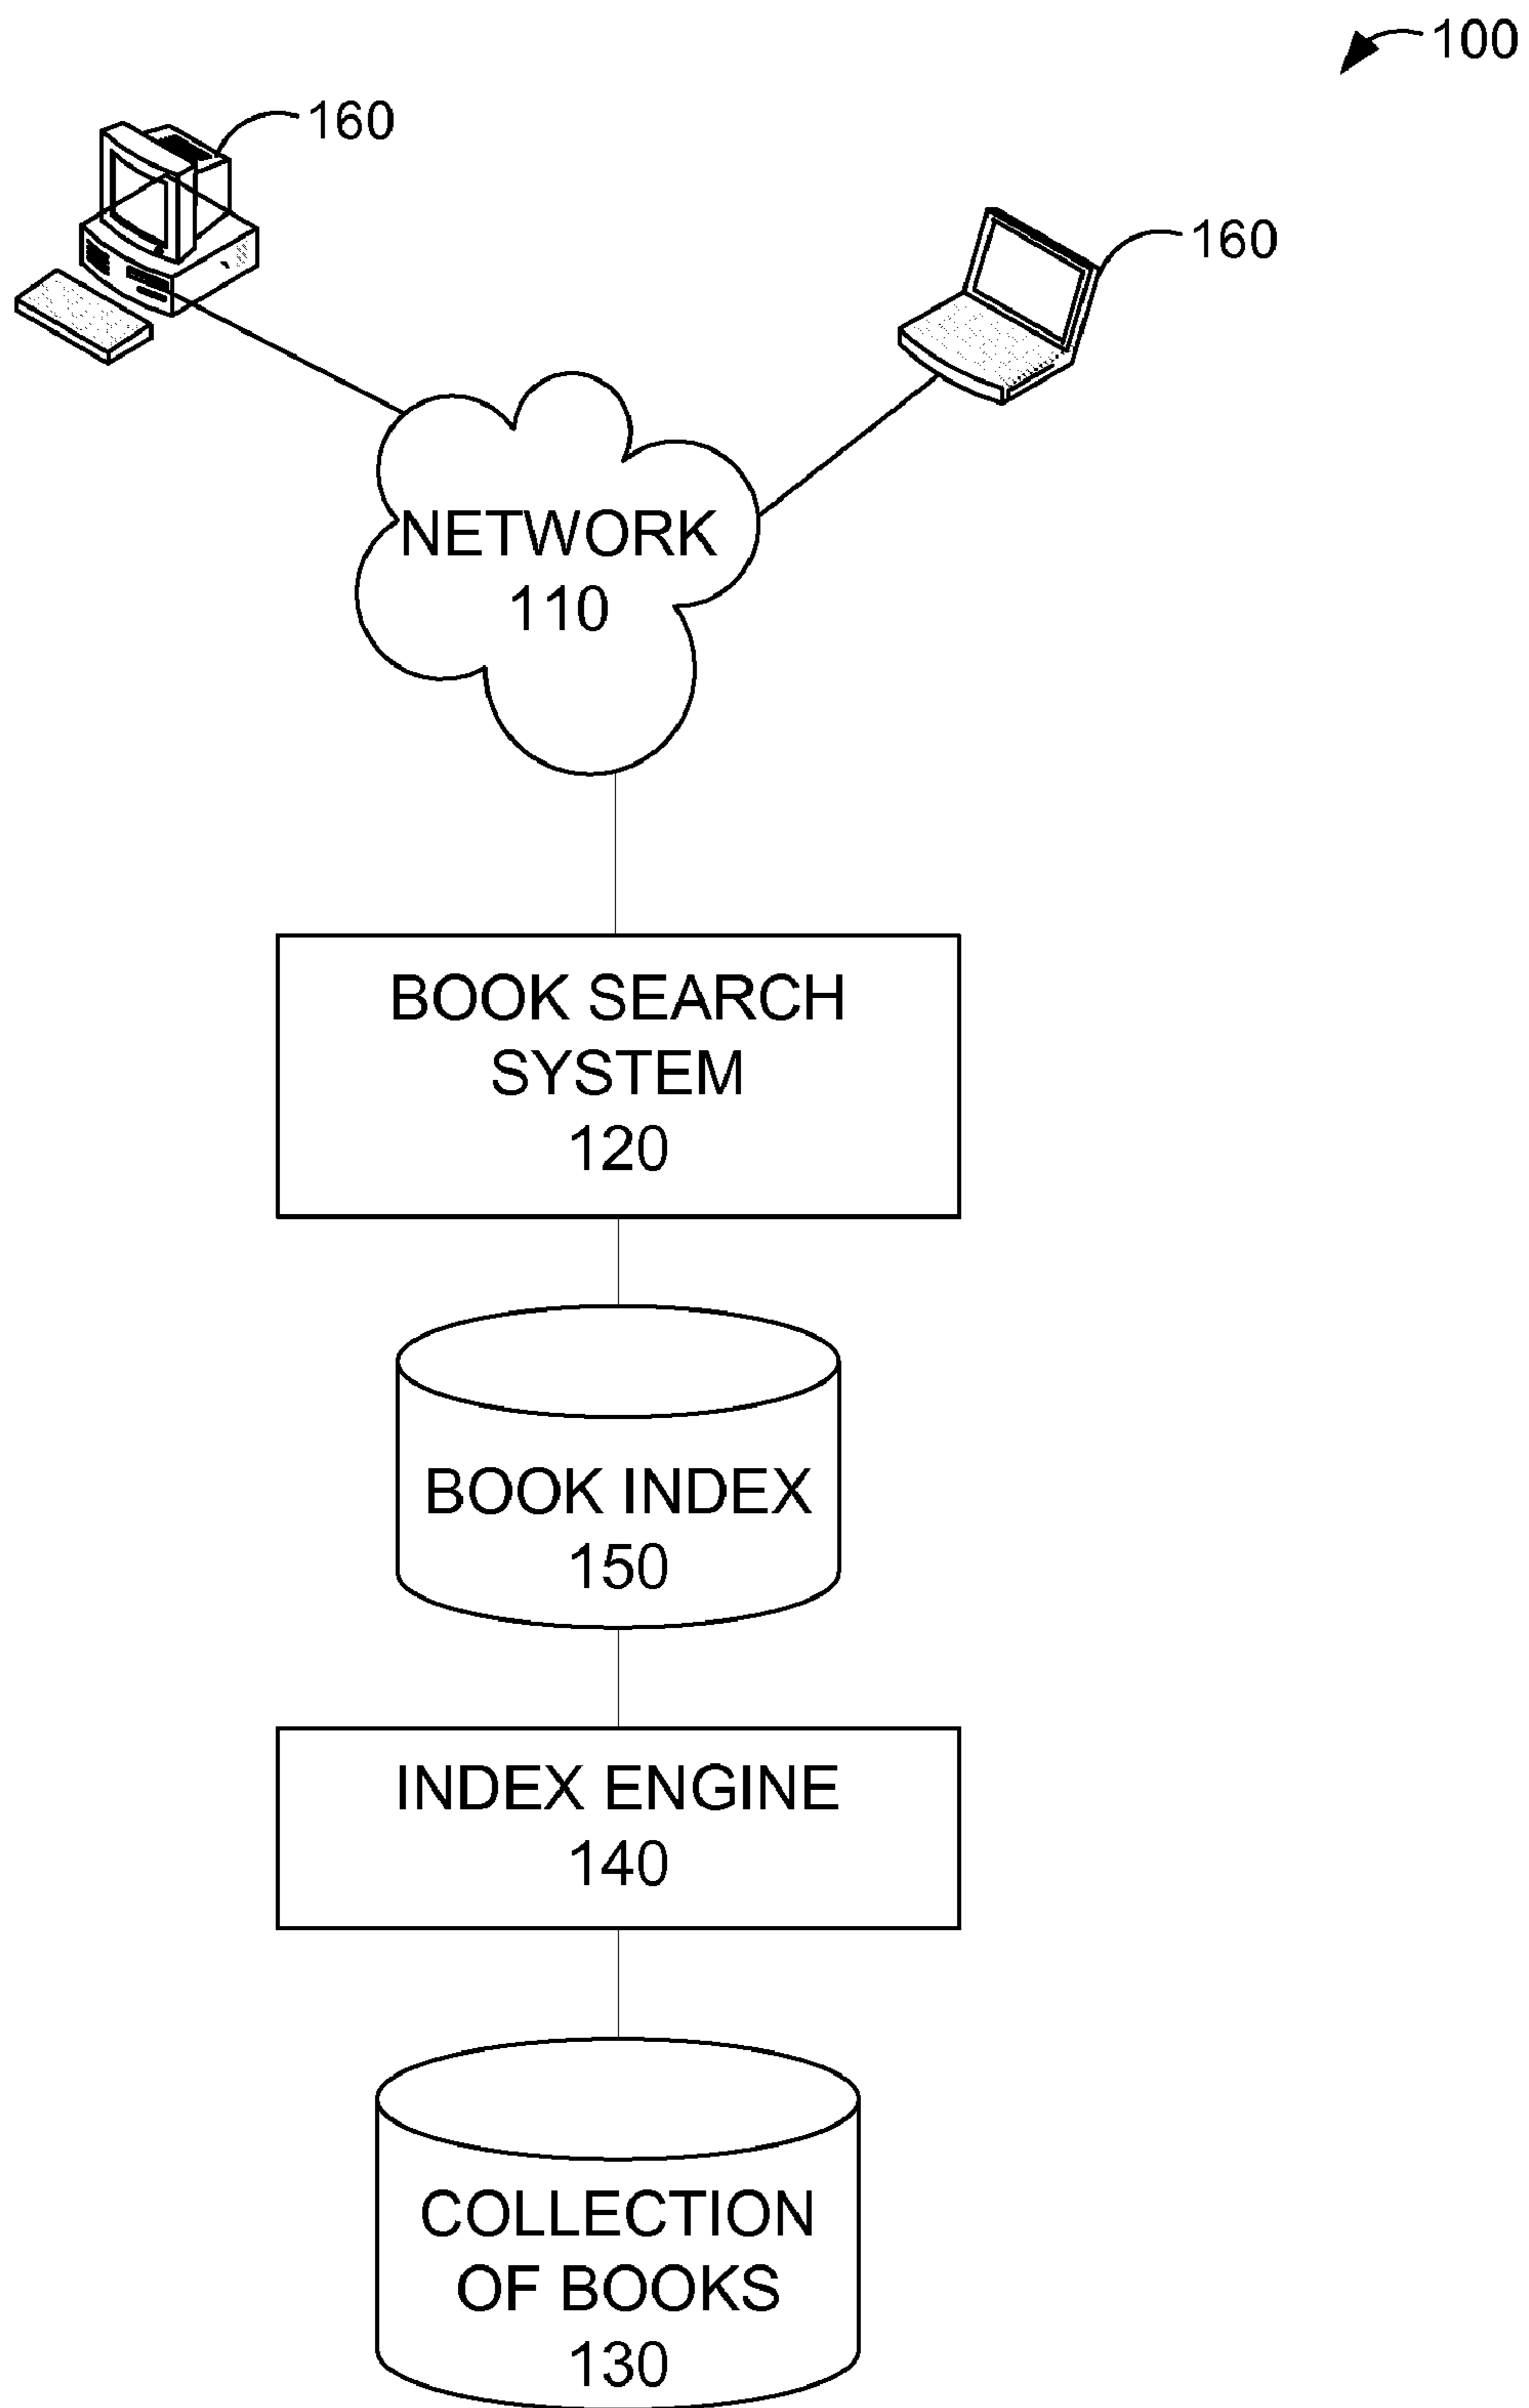 100
160
160
NETWORK
110
BOOK SEARCH
SYSTEM
120
BOOK INDEX
150
INDEX ENGINE
140
COLLECTION
OF BOOKS
130